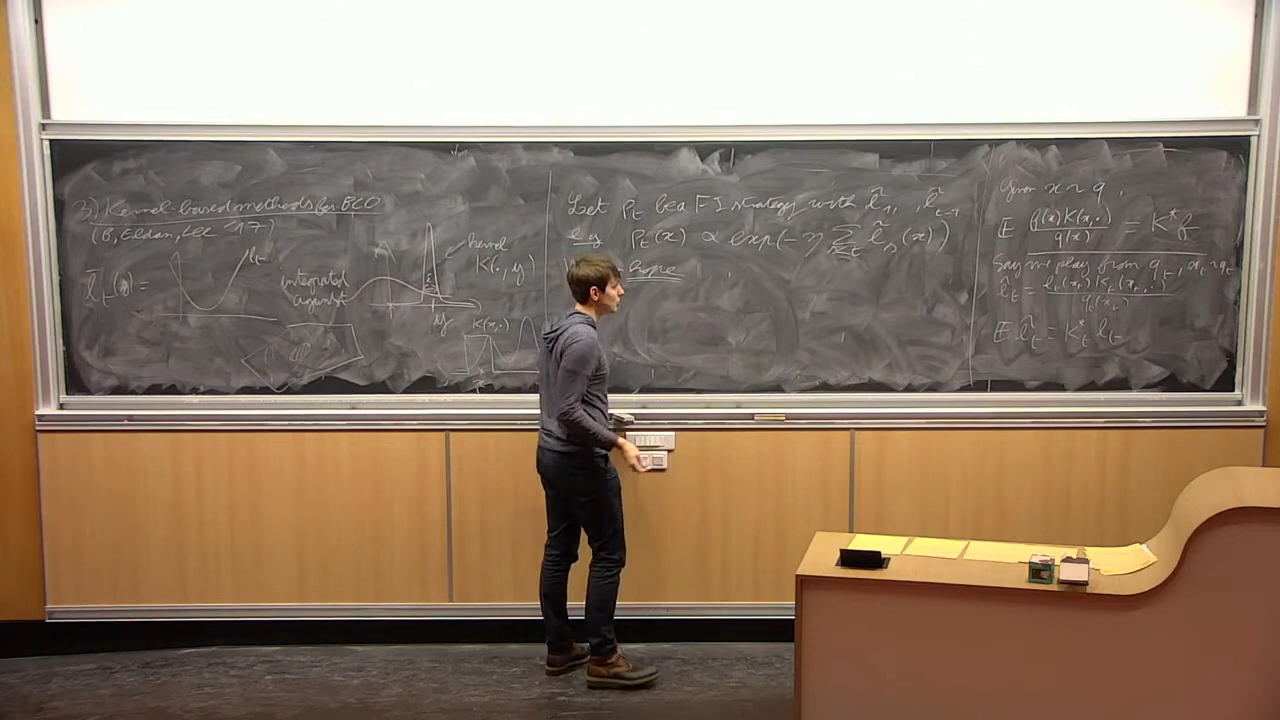 3) Kernel-based methods for BCO
(B, Eldan, Lee '17)
l̃_t(y) =
l_t
integrated against
kernel
K(., y)
y
K(x,.)
x
Let p_t be a FI strategy with l̃_1, , l̃_{t-1}
e.g. p_t(x) ∝ exp(-η ∑_{s<t} l̃_s(x))
hope
Given x ~ q,
E f(x)K(x,.)/q(x) = K* f
Say we play from q_t, x_t ~ q_t
l̃_t = l_t(x_t) K_t(x_t, .)/q_t(x_t)
E l̃_t = K_t* l_t